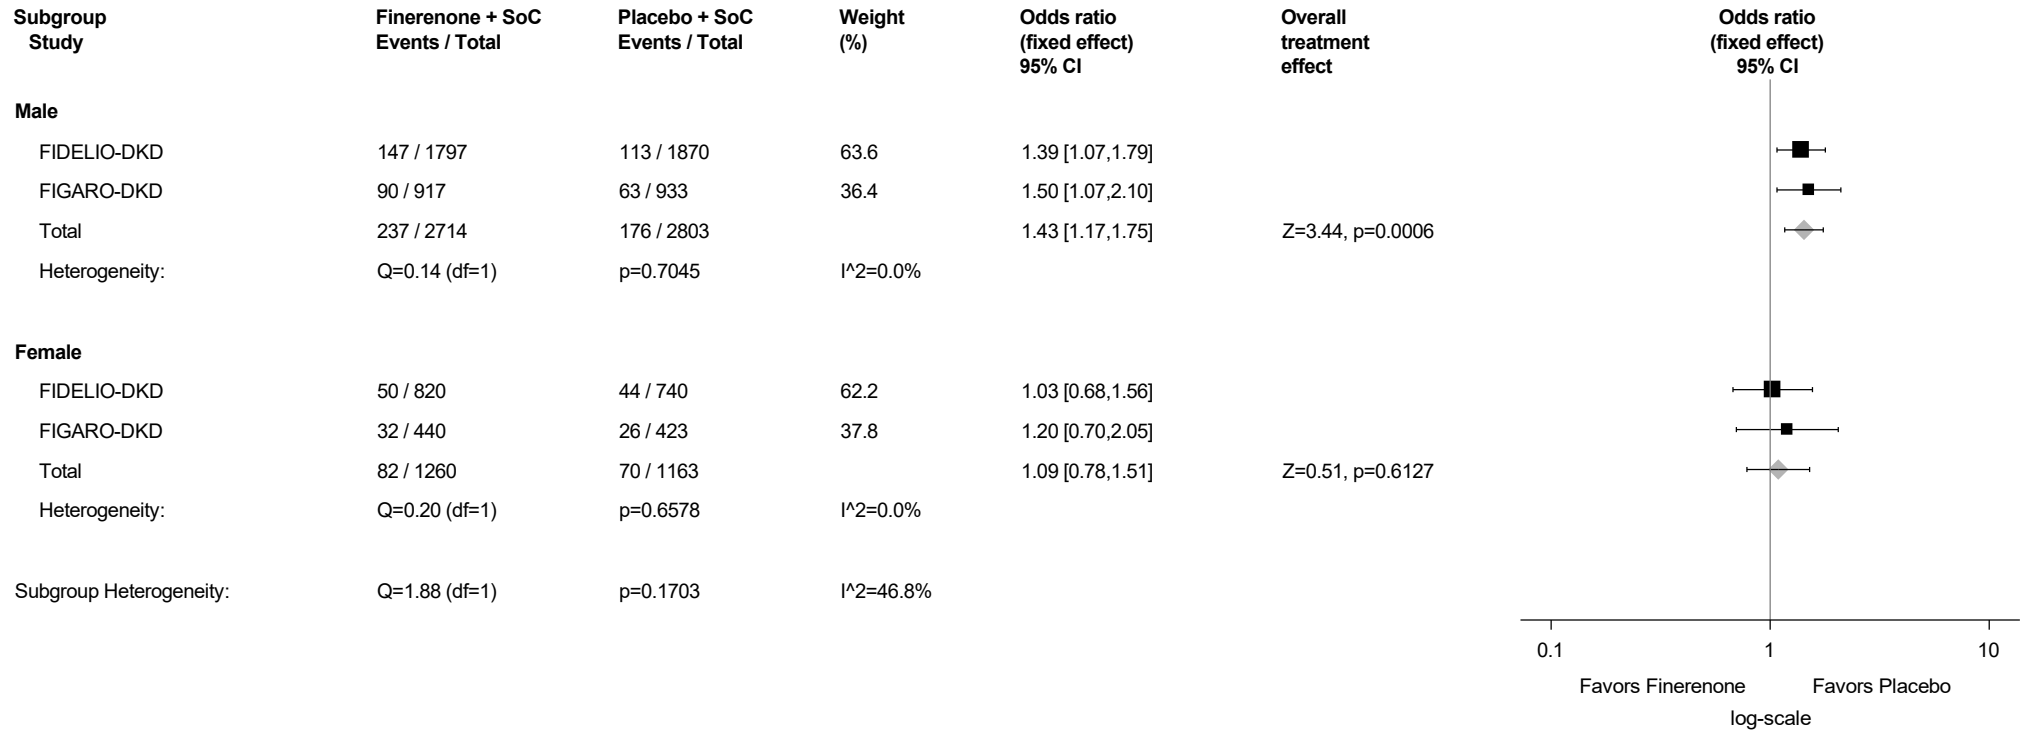 Subgroup Finerenone + SoC Placebo + SoC Weight Odds ratio Overall Odds ratio
Study Events / Total Events / Total (%) (fixed effect) treatment (fixed effect)
95% CI effect 95% CI
Male
FIDELIO-DKD 147 / 1797 113 / 1870 63.6 1.39 [1.07,1.79]
FIGARO-DKD 90 / 917 63 / 933 36.4 1.50 [1.07,2.10]
Total 237 / 2714 176 / 2803 1.43 [1.17,1.75] Z=3.44, p=0.0006
Heterogeneity: Q=0.14 (df=1) p=0.7045 I^2=0.0%
Female
FIDELIO-DKD 50 / 820 44 / 740 62.2 1.03 [0.68,1.56]
FIGARO-DKD 32 / 440 26 / 423 37.8 1.20 [0.70,2.05]
Total 82 / 1260 70 / 1163 1.09 [0.78,1.51] Z=0.51, p=0.6127
Heterogeneity: Q=0.20 (df=1) p=0.6578 I^2=0.0%
Subgroup Heterogeneity: Q=1.88 (df=1) p=0.1703 I^2=46.8%
0.1 1 10
Favors Finerenone Favors Placebo
log-scale